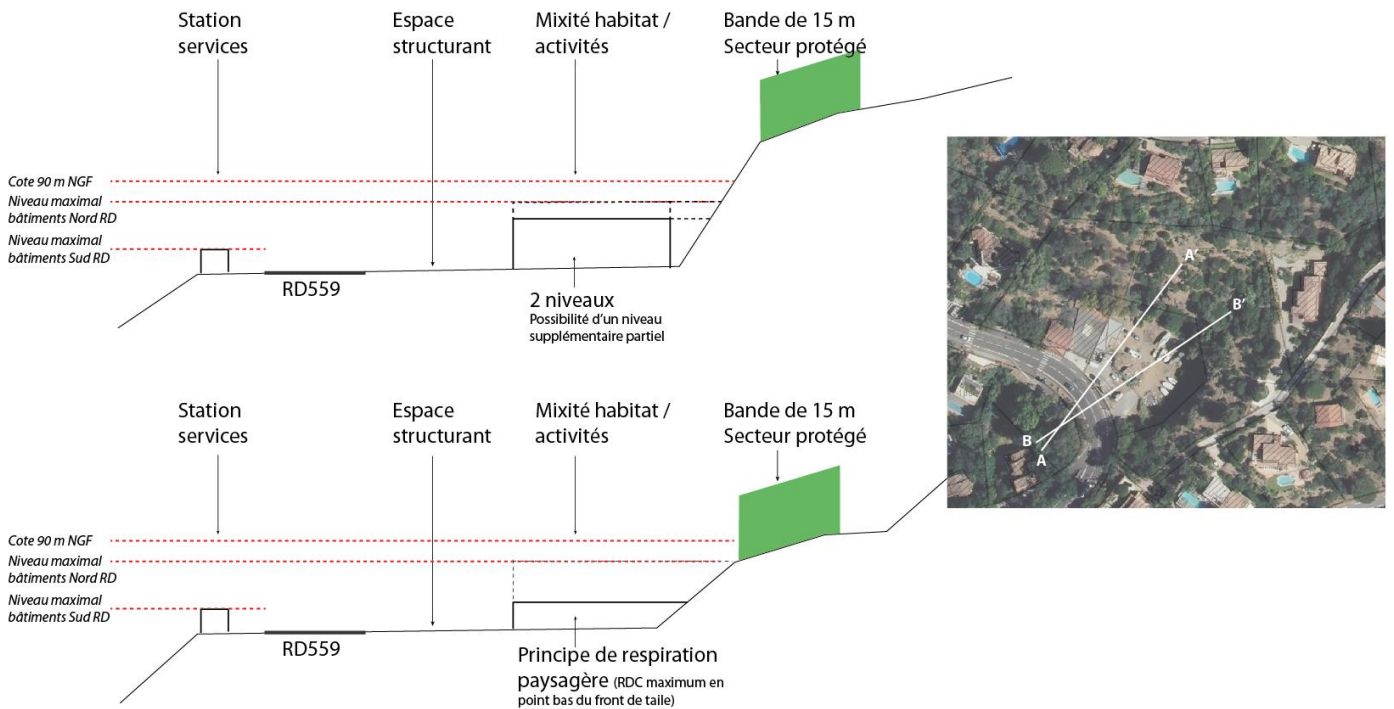 Station
services
Espace
structurant
Mixité habitat /
activités
Bande de 15 m
Secteur protégé
Cote 90 m NGF
Niveau maximal
bâtiments Nord RD
Niveau maximal
bâtiments Sud RD
RD559
2 niveaux
Possibilité d'un niveau
supplémentaire partiel
A'
B'
B
A
Station
services
Espace
structurant
Mixité habitat /
activités
Bande de 15 m
Secteur protégé
Cote 90 m NGF
Niveau maximal
bâtiments Nord RD
Niveau maximal
bâtiments Sud RD
RD559
Principe de respiration
paysagère (RDC maximum en
point bas du front de taile)